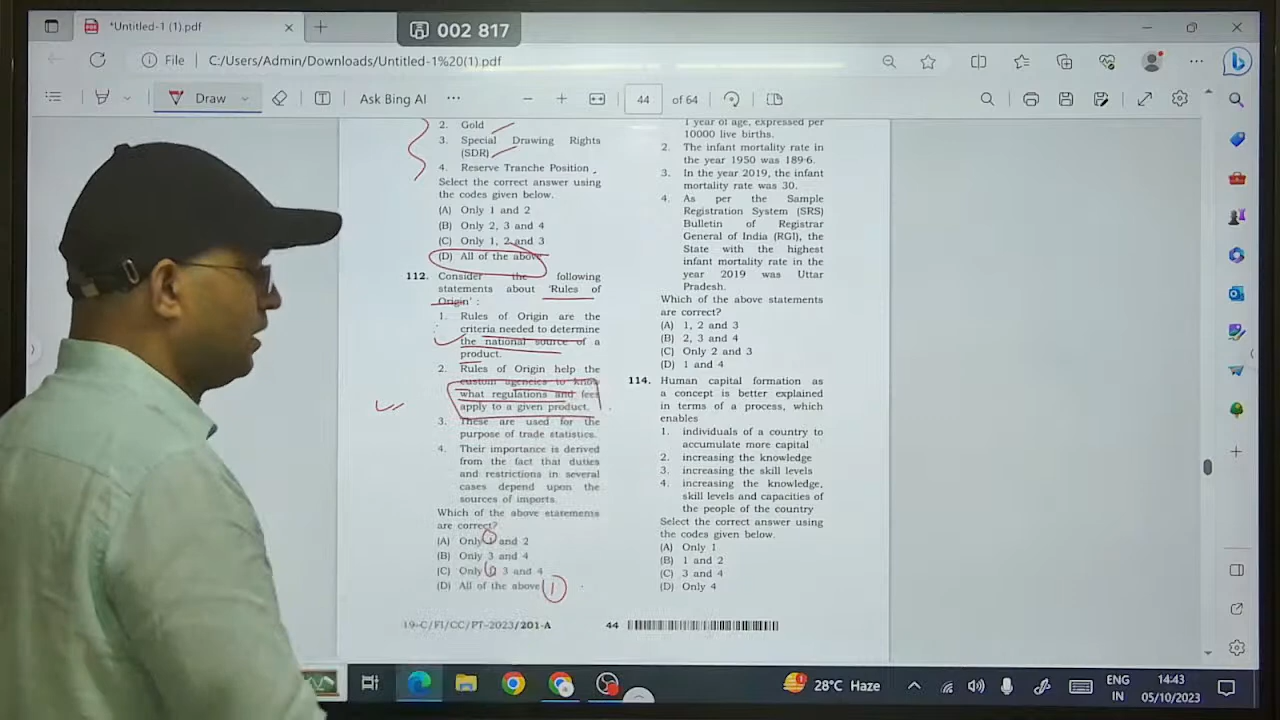 *Untitled-1 (1).pdf
002 817
File
C:/Users/Admin/Downloads/Untitled-1%20(1).pdf
Draw
Ask Bing AI
44
of 64
2. Gold
3. Special Drawing Rights
(SDR)
4. Reserve Tranche Position .
Select the correct answer using
the codes given below.
(A) Only 1 and 2
(B) Only 2, 3 and 4
(C) Only 1, 2 and 3
(D) All of the above
112. Consider the following
statements about 'Rules of
Origin' :
1. Rules of Origin are the
criteria needed to determine
the national source of a
product.
2. Rules of Origin help the
custom agencies to know
what regulations and fees
apply to a given product.
3. These are used for the
purpose of trade statistics.
4. Their importance is derived
from the fact that duties
and restrictions in several
cases depend upon the
sources of imports.
Which of the above statements
are correct?
(A) Only 1 and 2
(B) Only 3 and 4
(C) Only 1, 3 and 4
(D) All of the above
1
1 year of age, expressed per
10000 live births.
2. The infant mortality rate in
the year 1950 was 189·6.
3. In the year 2019, the infant
mortality rate was 30.
4. As per the Sample
Registration System (SRS)
Bulletin of Registrar
General of India (RGI), the
State with the highest
infant mortality rate in the
year 2019 was Uttar
Pradesh.
Which of the above statements
are correct?
(A) 1, 2 and 3
(B) 2, 3 and 4
(C) Only 2 and 3
(D) 1 and 4
114. Human capital formation as
a concept is better explained
in terms of a process, which
enables
1. individuals of a country to
accumulate more capital
2. increasing the knowledge
3. increasing the skill levels
4. increasing the knowledge,
skill levels and capacities of
the people of the country
Select the correct answer using
the codes given below.
(A) Only 1
(B) 1 and 2
(C) 3 and 4
(D) Only 4
19-C/FI/CC/PT-2023/201-A
44
28°C Haze
ENG
IN
14:43
05/10/2023